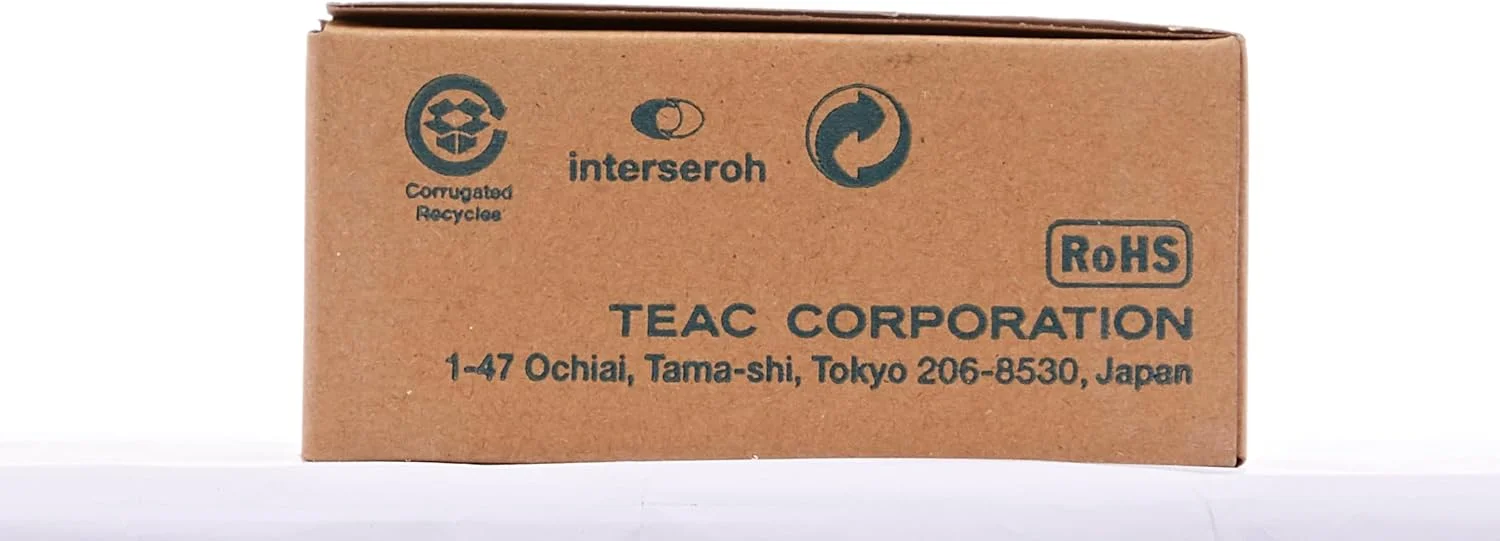 Corrugated
Recycles
interseroh
RoHS
TEAC CORPORATION
1-47 Ochiai, Tama-shi, Tokyo 206-8530, Japan